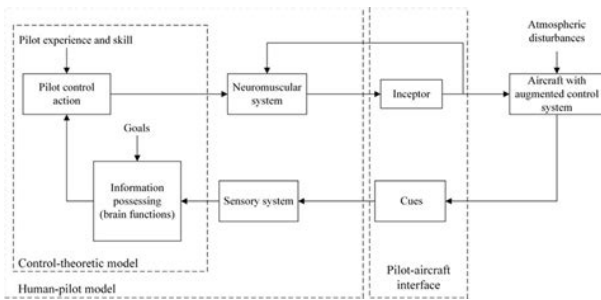 Pilot experience and skill
Atmospheric
disturbances
Pilot control
action
Neuromuscular
system
Inceptor
Aircraft with
augmented control
system
Goals
Information
possessing
(brain functions)
Sensory system
Cues
Control-theoretic model
Human-pilot model
Pilot-aircraft
interface